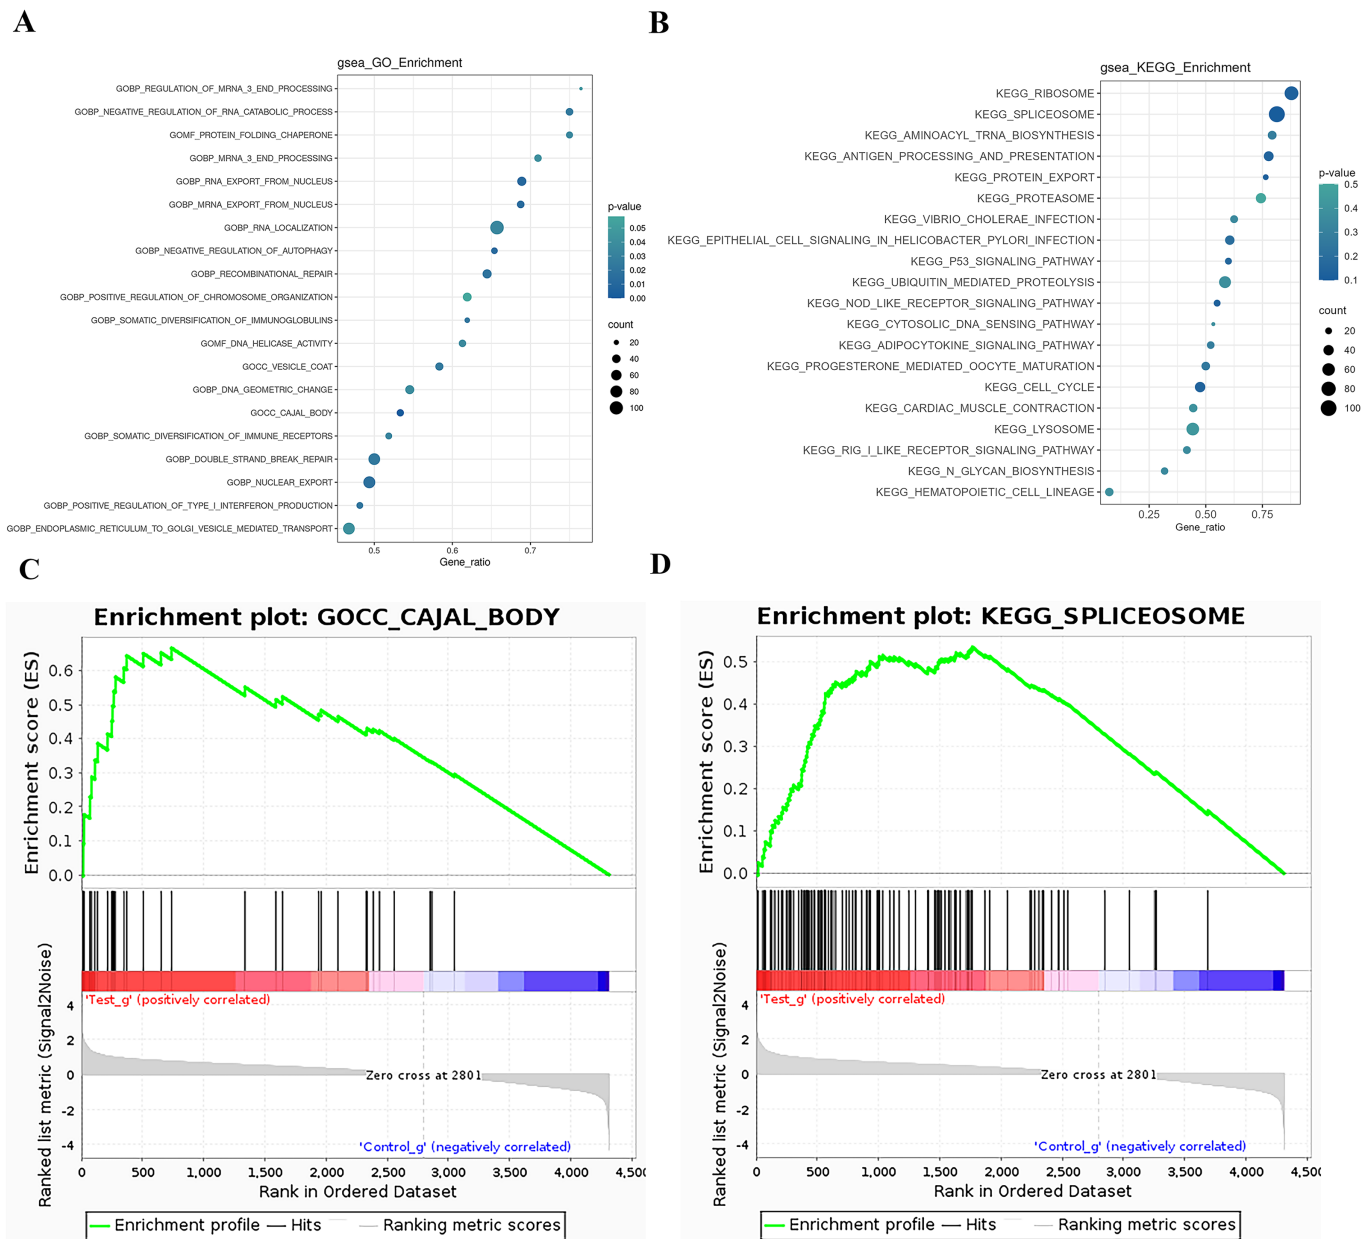 A
gsea_GO_Enrichment
GOBP_REGULATION_OF_MRNA_3_END_PROCESSING
GOBP_NEGATIVE_REGULATION_OF_RNA_CATABOLIC_PROCESS
GOMF_PROTEIN_FOLDING_CHAPERONE
GOBP_MRNA_3_END_PROCESSING
GOBP_RNA_EXPORT_FROM_NUCLEUS
GOBP_MRNA_EXPORT_FROM_NUCLEUS
GOBP_RNA_LOCALIZATION
GOBP_NEGATIVE_REGULATION_OF_AUTOPHAGY
GOBP_RECOMBINATIONAL_REPAIR
GOBP_POSITIVE_REGULATION_OF_CHROMOSOME_ORGANIZATION
GOBP_SOMATIC_DIVERSIFICATION_OF_IMMUNOGLOBULINS
GOMF_DNA_HELICASE_ACTIVITY
GOCC_VESICLE_COAT
GOBP_DNA_GEOMETRIC_CHANGE
GOCC_CAJAL_BODY
GOBP_SOMATIC_DIVERSIFICATION_OF_IMMUNE_RECEPTORS
GOBP_DOUBLE_STRAND_BREAK_REPAIR
GOBP_NUCLEAR_EXPORT
GOBP_POSITIVE_REGULATION_OF_TYPE_I_INTERFERON_PRODUCTION
GOBP_ENDOPLASMIC_RETICULUM_TO_GOLGI_VESICLE_MEDIATED_TRANSPORT
0.5 0.6 0.7
Gene_ratio
p-value
0.05
0.04
0.03
0.02
0.01
0.00
count
20
40
60
80
100
B
gsea_KEGG_Enrichment
KEGG_RIBOSOME
KEGG_SPLICEOSOME
KEGG_AMINOACYL_TRNA_BIOSYNTHESIS
KEGG_ANTIGEN_PROCESSING_AND_PRESENTATION
KEGG_PROTEIN_EXPORT
KEGG_PROTEASOME
KEGG_VIBRIO_CHOLERAE_INFECTION
KEGG_EPITHELIAL_CELL_SIGNALING_IN_HELICOBACTER_PYLORI_INFECTION
KEGG_P53_SIGNALING_PATHWAY
KEGG_UBIQUITIN_MEDIATED_PROTEOLYSIS
KEGG_NOD_LIKE_RECEPTOR_SIGNALING_PATHWAY
KEGG_CYTOSOLIC_DNA_SENSING_PATHWAY
KEGG_ADIPOCYTOKINE_SIGNALING_PATHWAY
KEGG_PROGESTERONE_MEDIATED_OOCYTE_MATURATION
KEGG_CELL_CYCLE
KEGG_CARDIAC_MUSCLE_CONTRACTION
KEGG_LYSOSOME
KEGG_RIG_I_LIKE_RECEPTOR_SIGNALING_PATHWAY
KEGG_N_GLYCAN_BIOSYNTHESIS
KEGG_HEMATOPOIETIC_CELL_LINEAGE
0.25 0.50 0.75
Gene_ratio
p-value
0.5
0.4
0.3
0.2
0.1
count
20
40
60
80
100
C
Enrichment plot: GOCC_CAJAL_BODY
Enrichment score (ES)
0.6
0.5
0.4
0.3
0.2
0.1
0.0
Ranked list metric (Signal2Noise)
'Test_g' (positively correlated)
4
2
0
-2
-4
Zero cross at 2801
'Control_g' (negatively correlated)
0 500 1,000 1,500 2,000 2,500 3,000 3,500 4,000 4,50
Rank in Ordered Dataset
Enrichment profile Hits Ranking metric scores
D
Enrichment plot: KEGG_SPLICEOSOME
Enrichment score (ES)
0.5
0.4
0.3
0.2
0.1
0.0
Ranked list metric (Signal2Noise)
'Test_g' (positively correlated)
4
2
0
-2
-4
Zero cross at 2801
'Control_g' (negatively correlated)
0 500 1,000 1,500 2,000 2,500 3,000 3,500 4,000 4,50
Rank in Ordered Dataset
Enrichment profile Hits Ranking metric scores